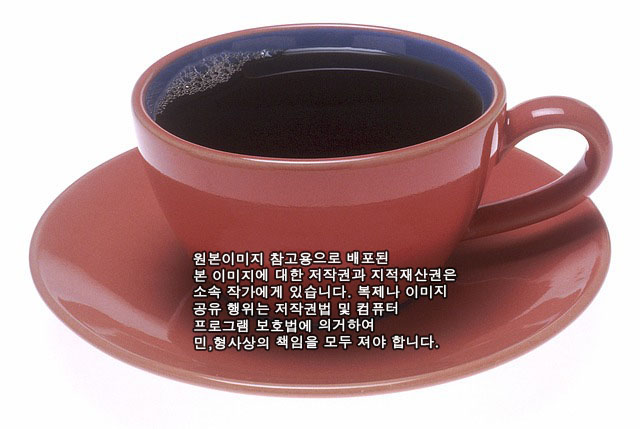 원본이미지 참고용으로 배포된
본 이미지에 대한 저작권과 지적재산권은
소속 작가에게 있습니다. 복제나 이미지
공유 행위는 저작권법 및 컴퓨터
프로그램 보호법에 의거하여
민,형사상의 책임을 모두 져야 합니다.